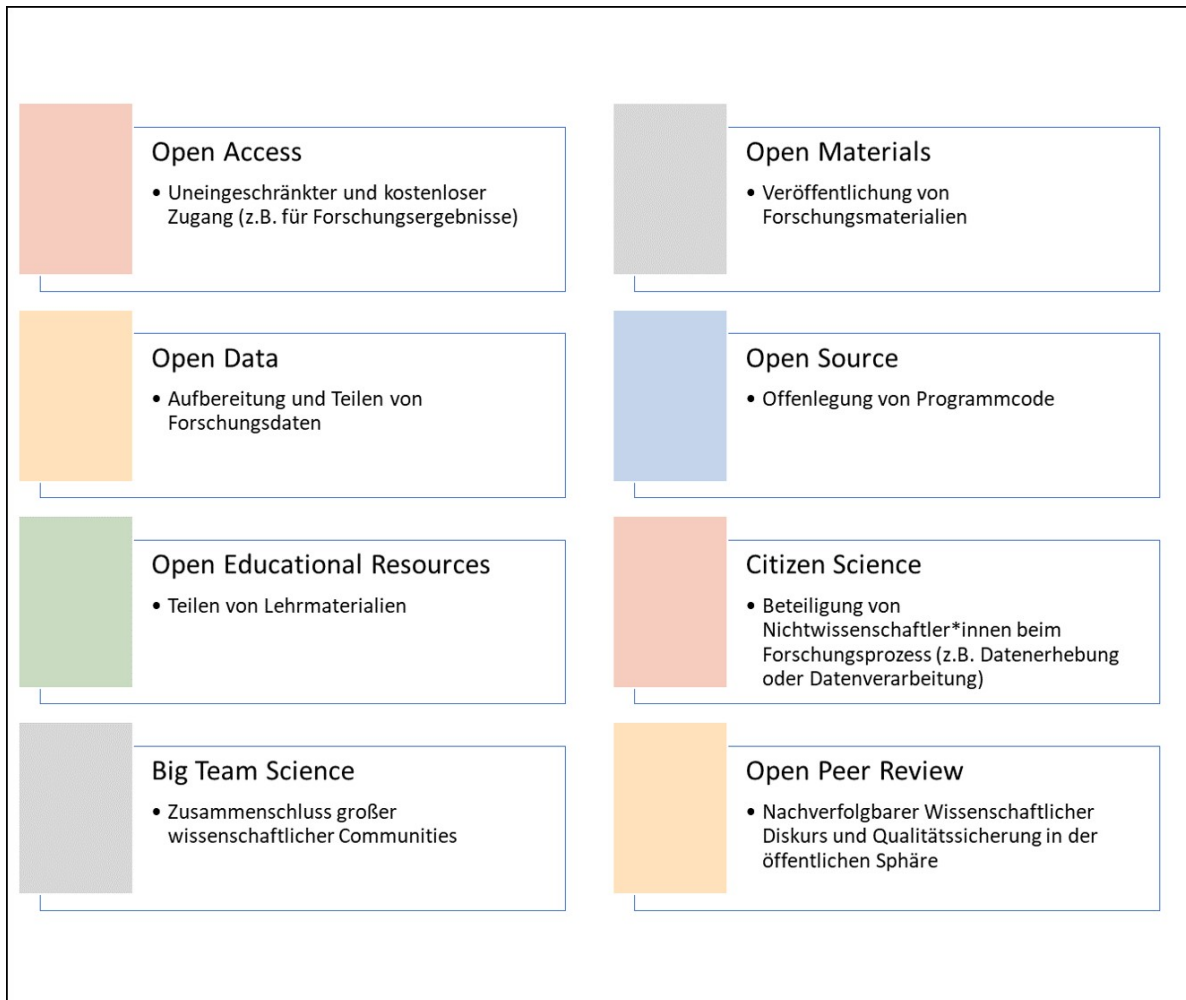 Open Access
• Uneingeschränkter und kostenloser
Zugang (z.B. für Forschungsergebnisse)
Open Materials
• Veröffentlichung von
Forschungsmaterialien
Open Data
• Aufbereitung und Teilen von
Forschungsdaten
Open Source
• Offenlegung von Programmcode
Open Educational Resources
• Teilen von Lehrmaterialien
Citizen Science
• Beteiligung von
Nichtwissenschaftler*innen beim
Forschungsprozess (z.B. Datenerhebung
oder Datenverarbeitung)
Big Team Science
• Zusammenschluss großer
wissenschaftlicher Communities
Open Peer Review
• Nachverfolgbarer Wissenschaftlicher
Diskurs und Qualitätssicherung in der
öffentlichen Sphäre